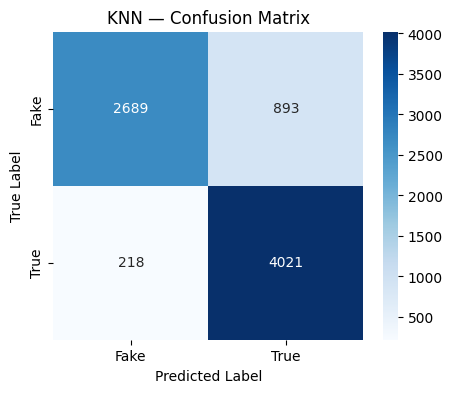 KNN — Confusion Matrix
True Label
Fake
2689 893
True
218 4021
Fake True
Predicted Label
4000
3500
3000
2500
2000
1500
1000
500